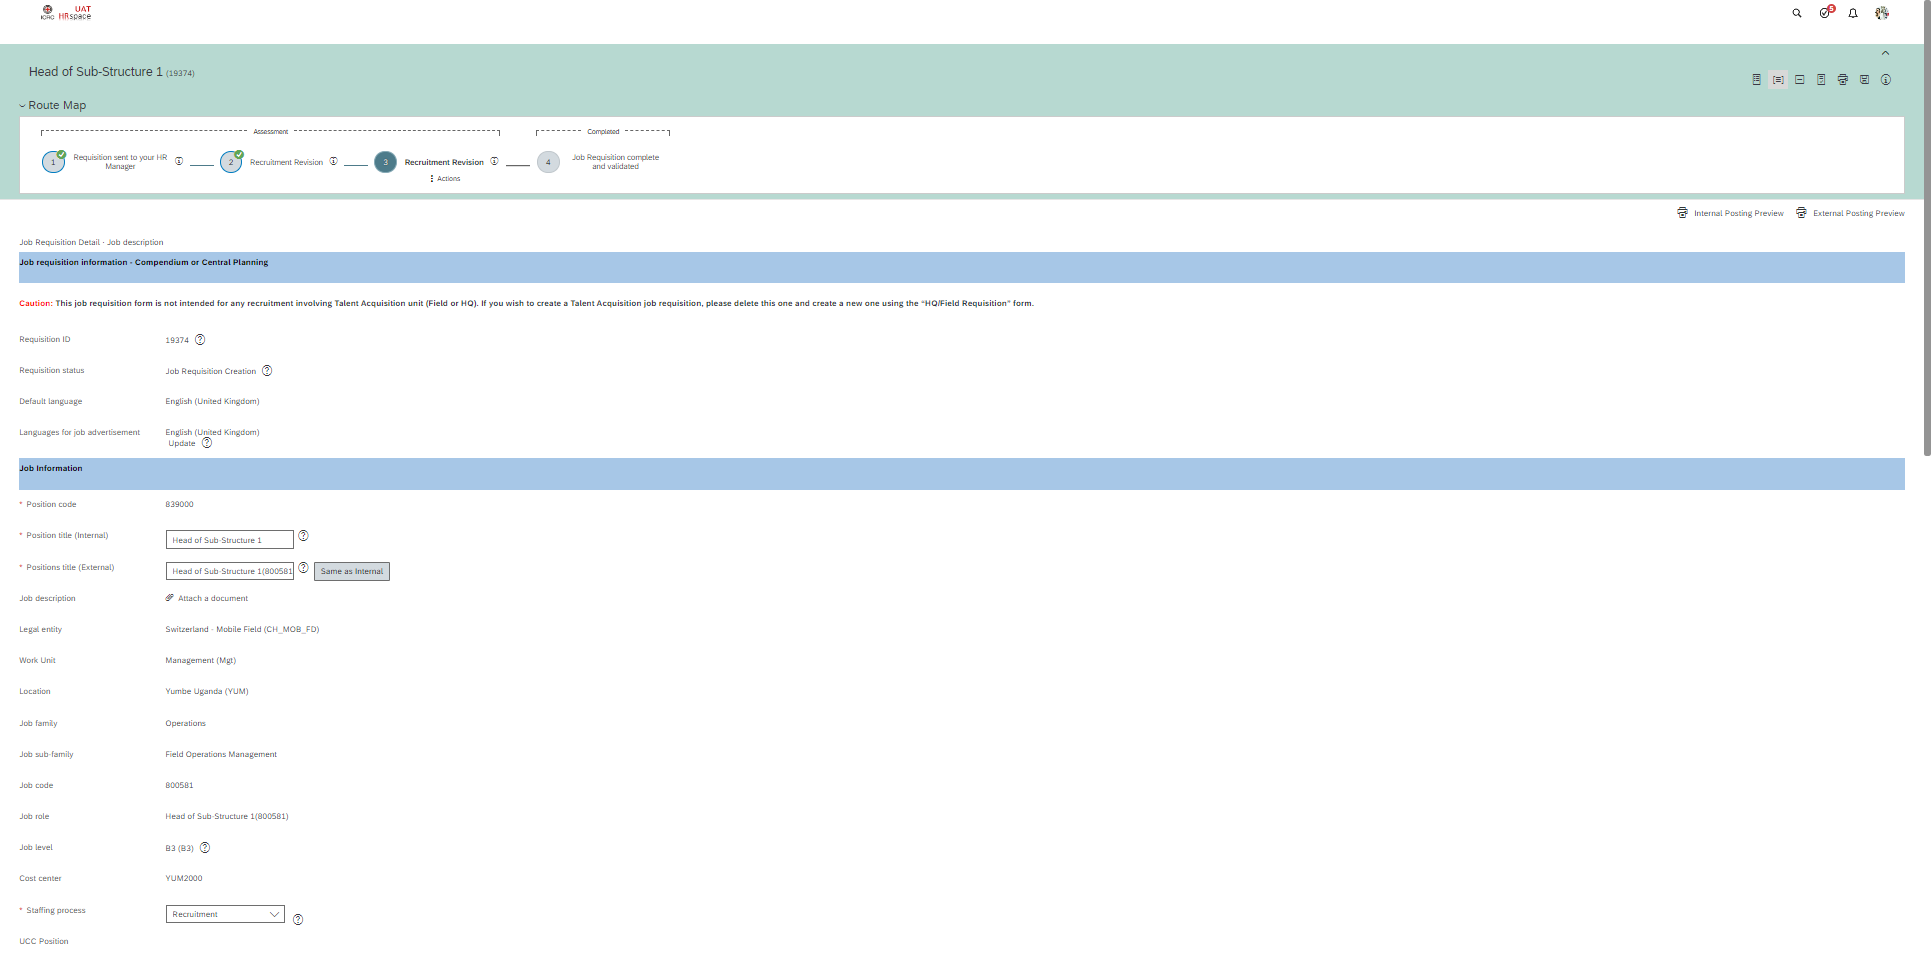 UAT
ICRC HRspace
5
Head of Sub-Structure 1 (19374)
Route Map
Assessment
Completed
1
Requisition sent to your HR
Manager
2
Recruitment Revision
3
Recruitment Revision
Actions
4
Job Requisition complete
and validated
Internal Posting Preview
External Posting Preview
Job Requisition Detail - Job description
Job requisition information - Compendium or Central Planning
Caution: This job requisition form is not intended for any recruitment involving Talent Acquisition unit (Field or HQ). If you wish to create a Talent Acquisition job requisition, please delete this one and create a new one using the "HQ/Field Requisition" form.
Requisition ID 19374
Requisition status Job Requisition Creation
Default language English (United Kingdom)
Languages for job advertisement English (United Kingdom)
Update
Job Information
* Position code 839000
* Position title (Internal) Head of Sub-Structure 1
* Positions title (External) Head of Sub-Structure 1(800581 Same as Internal
Job description Attach a document
Legal entity Switzerland - Mobile Field (CH_MOB_FD)
Work Unit Management (Mgt)
Location Yumbe Uganda (YUM)
Job family Operations
Job sub-family Field Operations Management
Job code 800581
Job role Head of Sub-Structure 1(800581)
Job level B3 (B3)
Cost center YUM2000
* Staffing process Recruitment
UCC Position